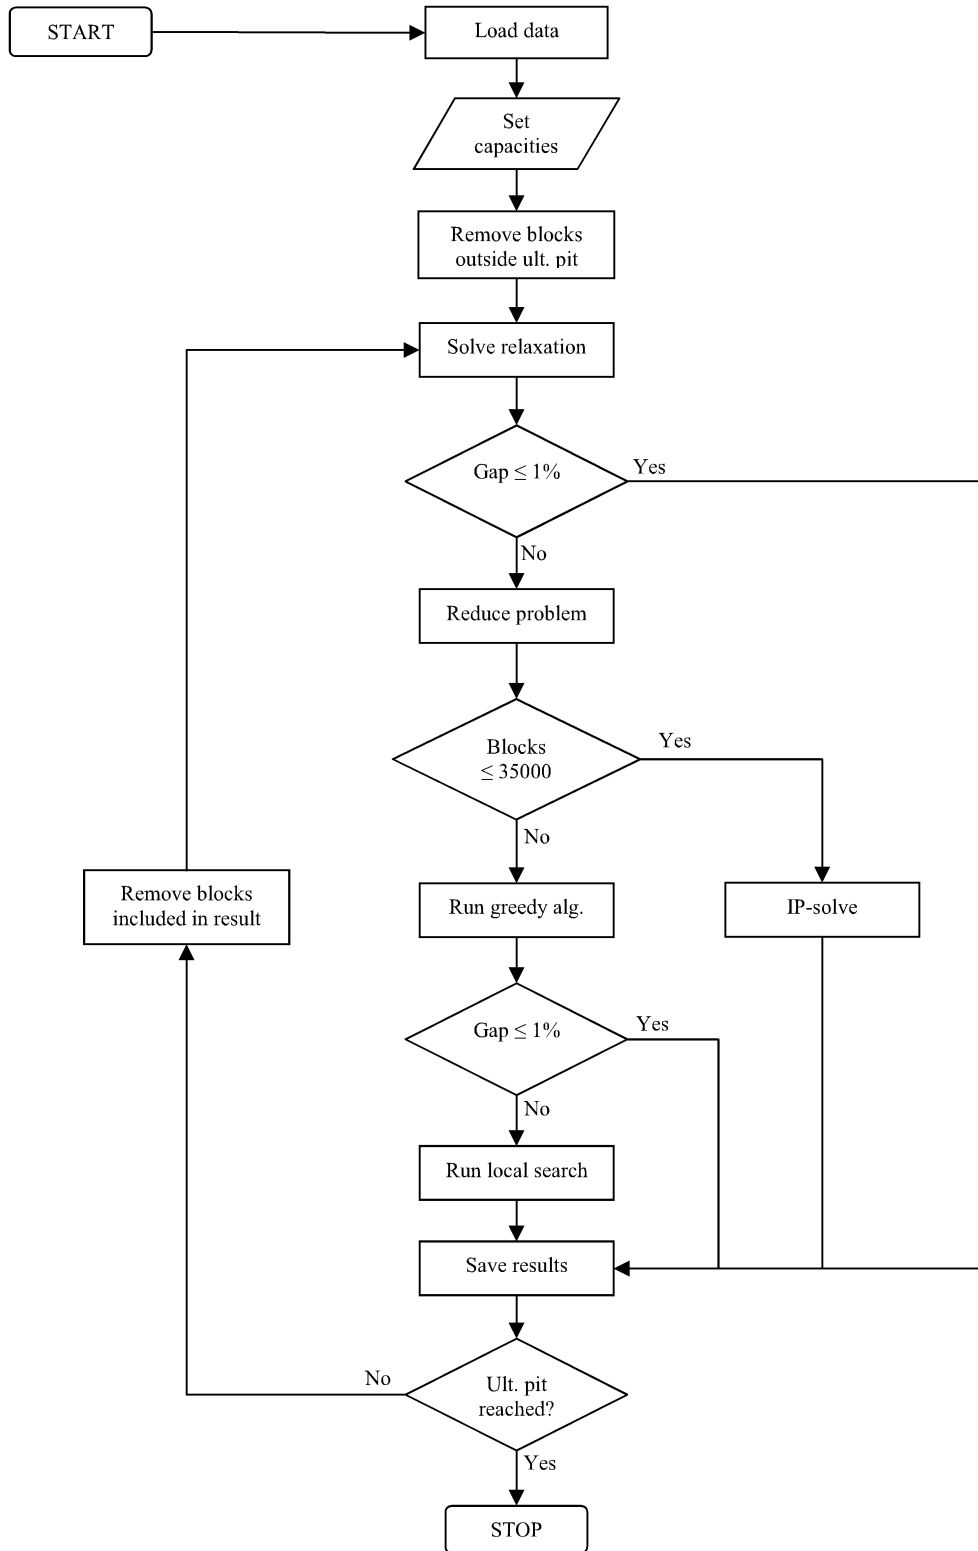 START
Load data
Set
capacities
Remove blocks
outside ult. pit
Solve relaxation
Gap ≤ 1%
Yes
No
Reduce problem
Blocks
≤ 35000
Yes
No
Remove blocks
included in result
Run greedy alg.
IP-solve
Gap ≤ 1%
Yes
No
Run local search
Save results
No
Ult. pit
reached?
Yes
STOP